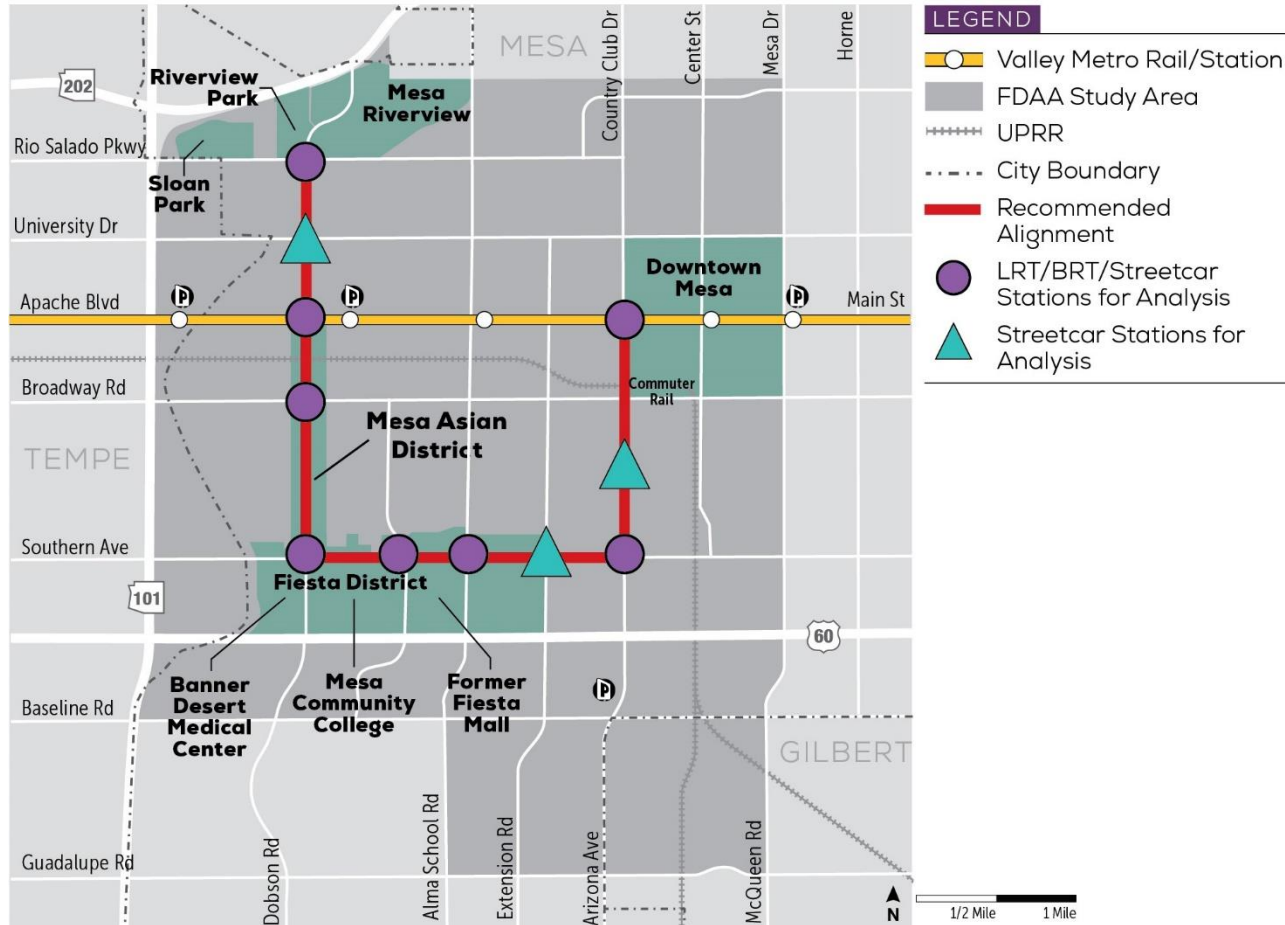 MESA
Country Club Dr
Center St
Mesa Dr
Horne
202
Riverview
Park
Mesa
Riverview
Rio Salado Pkwy
Sloan
Park
University Dr
Downtown
Mesa
Apache Blvd
P
P
P
Main St
Broadway Rd
Commuter
Rail
Mesa Asian
District
TEMPE
Southern Ave
Fiesta District
101
60
Banner
Desert
Medical
Center
Mesa
Community
College
Former
Fiesta
Mall
P
Baseline Rd
GILBERT
Guadalupe Rd
Dobson Rd
Alma School Rd
Extension Rd
Arizona Ave
McQueen Rd
N
1/2 Mile
1 Mile
LEGEND
Valley Metro Rail/Station
FDAA Study Area
UPRR
City Boundary
Recommended
Alignment
LRT/BRT/Streetcar
Stations for Analysis
Streetcar Stations for
Analysis